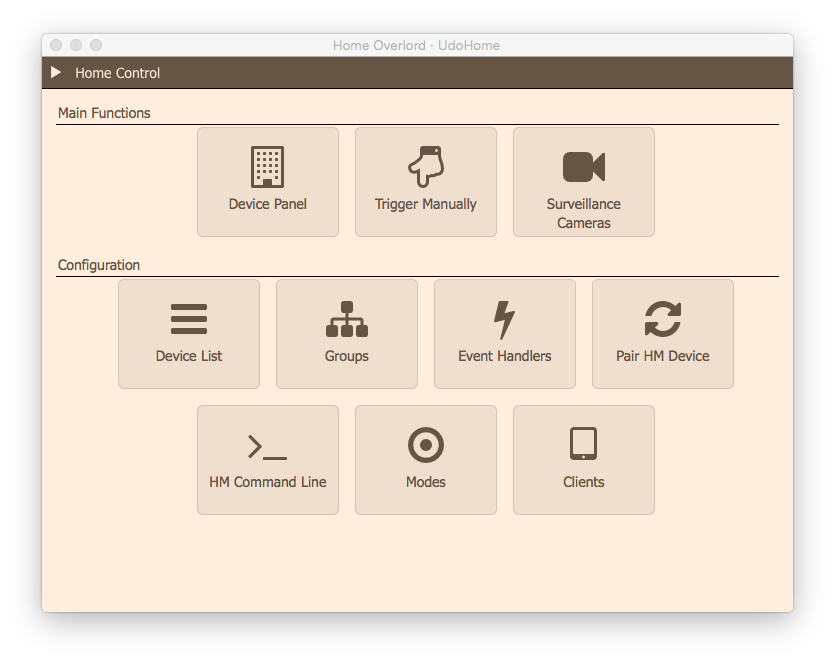 Home Overlord · UdoHome
Home Control
Main Functions
Device Panel
Trigger Manually
Surveillance
Cameras
Configuration
Device List
Groups
Event Handlers
Pair HM Device
HM Command Line
Modes
Clients